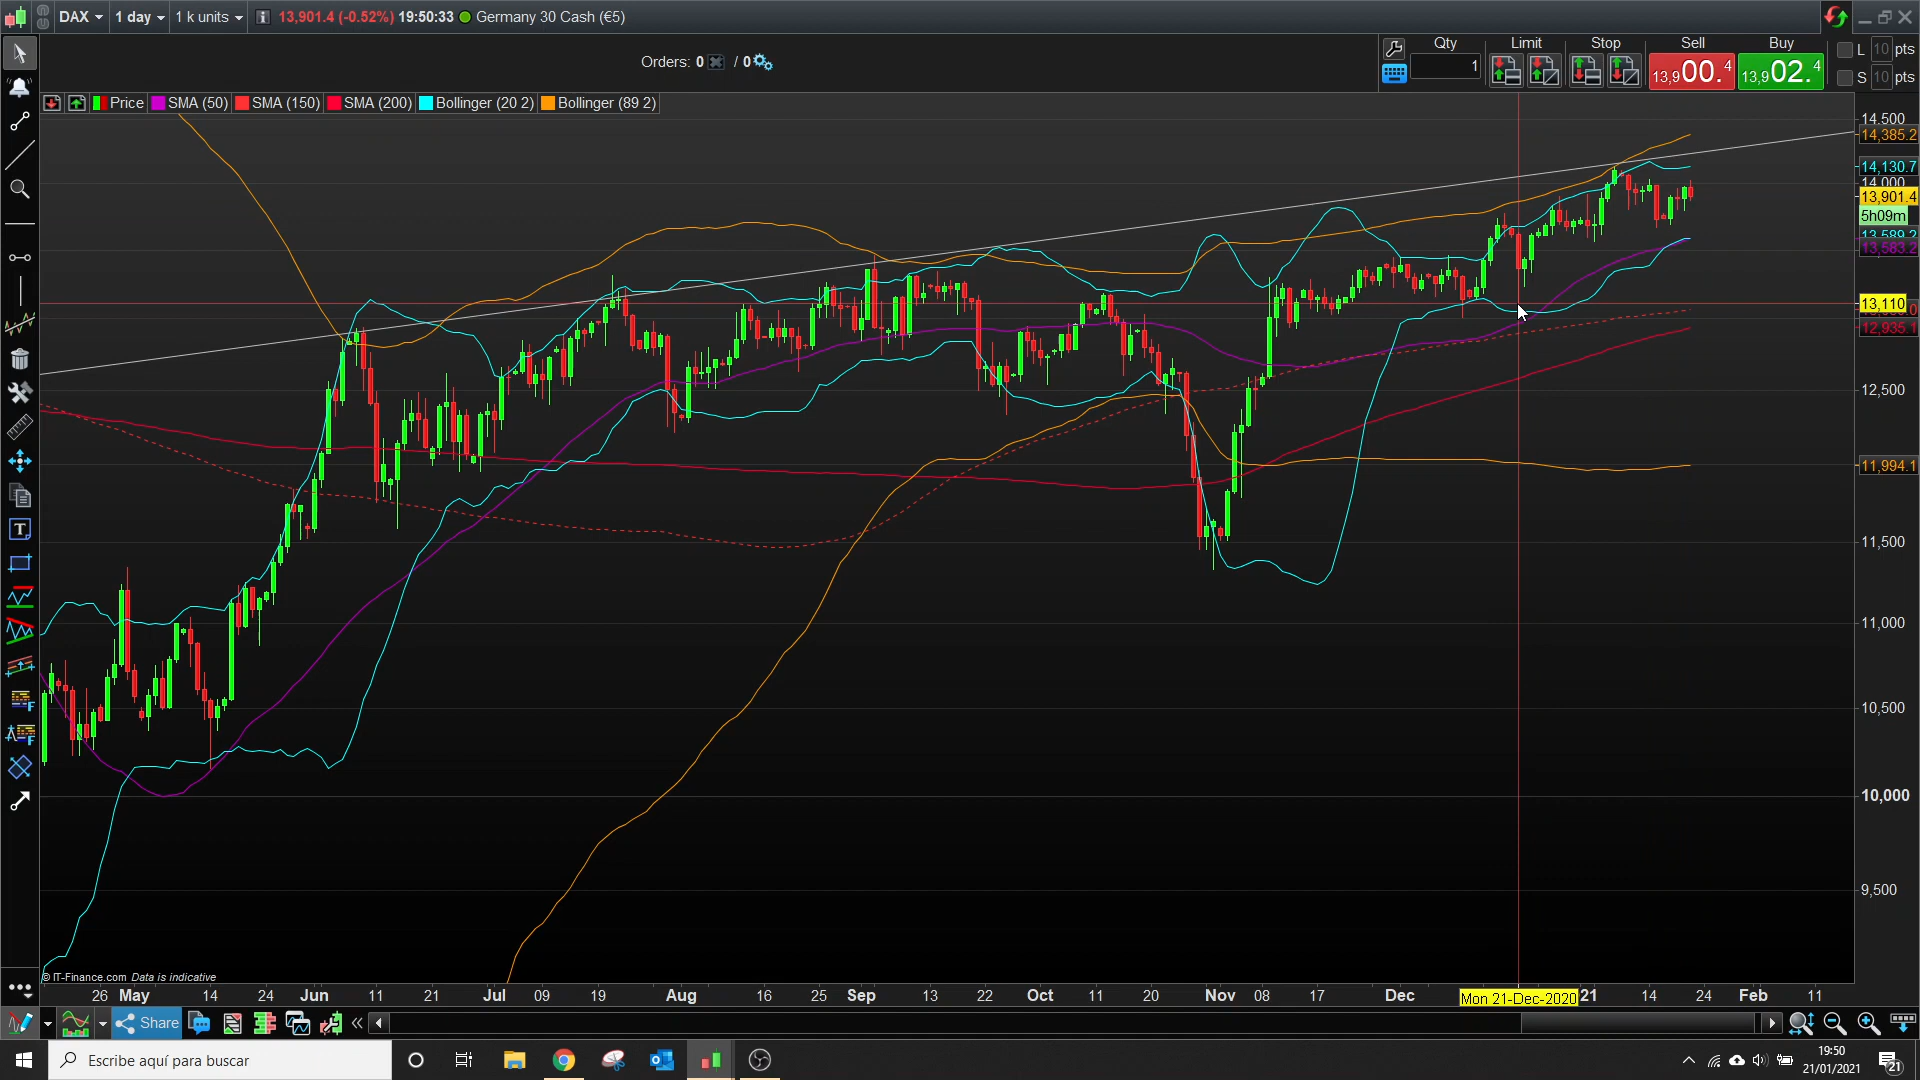 DAX 1 day 1 k units 13,901.4 (-0.52%) 19:50:33 Germany 30 Cash (€5)
Orders: 0 / 0
Qty Limit Stop Sell Buy
1 13,900.4 13,902.4
L 10 pts
S 10 pts
Price SMA (50) SMA (150) SMA (200) Bollinger (20 2) Bollinger (89 2)
14,500
14,385.2
14,130.7
14,000
13,901.4
5h09m
13,589.2
13,583.2
13,110
12,935.1
12,500
11,994.1
11,500
11,000
10,500
10,000
9,500
© IT-Finance.com Data is indicative
26 May 14 24 Jun 11 21 Jul 09 19 Aug 16 25 Sep 13 22 Oct 11 20 Nov 08 17 Dec Mon 21-Dec-2020 21 14 24 Feb 11
Share
Escribe aquí para buscar
19:50
21/01/2021
21